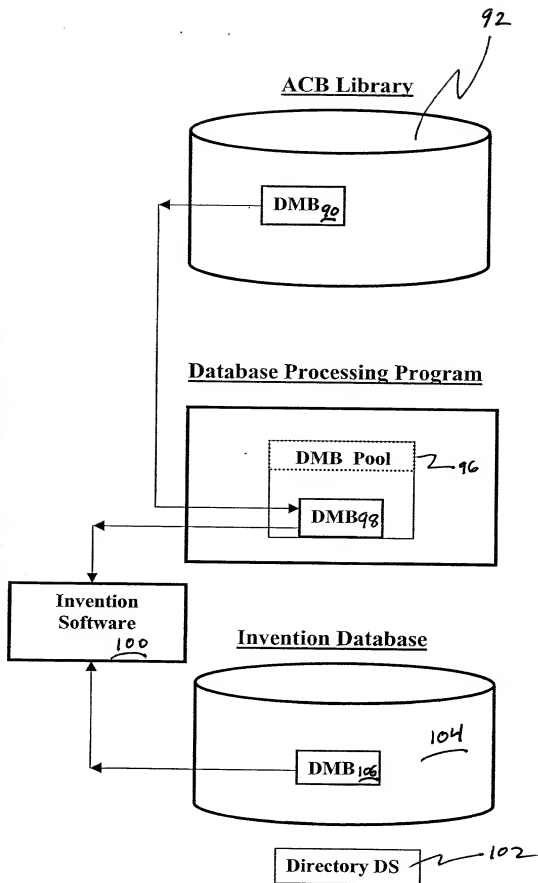 92
ACB Library
DMB 90
Database Processing Program
DMB Pool
96
DMB 98
Invention
Software
100
Invention Database
104
DMB 106
Directory DS
102